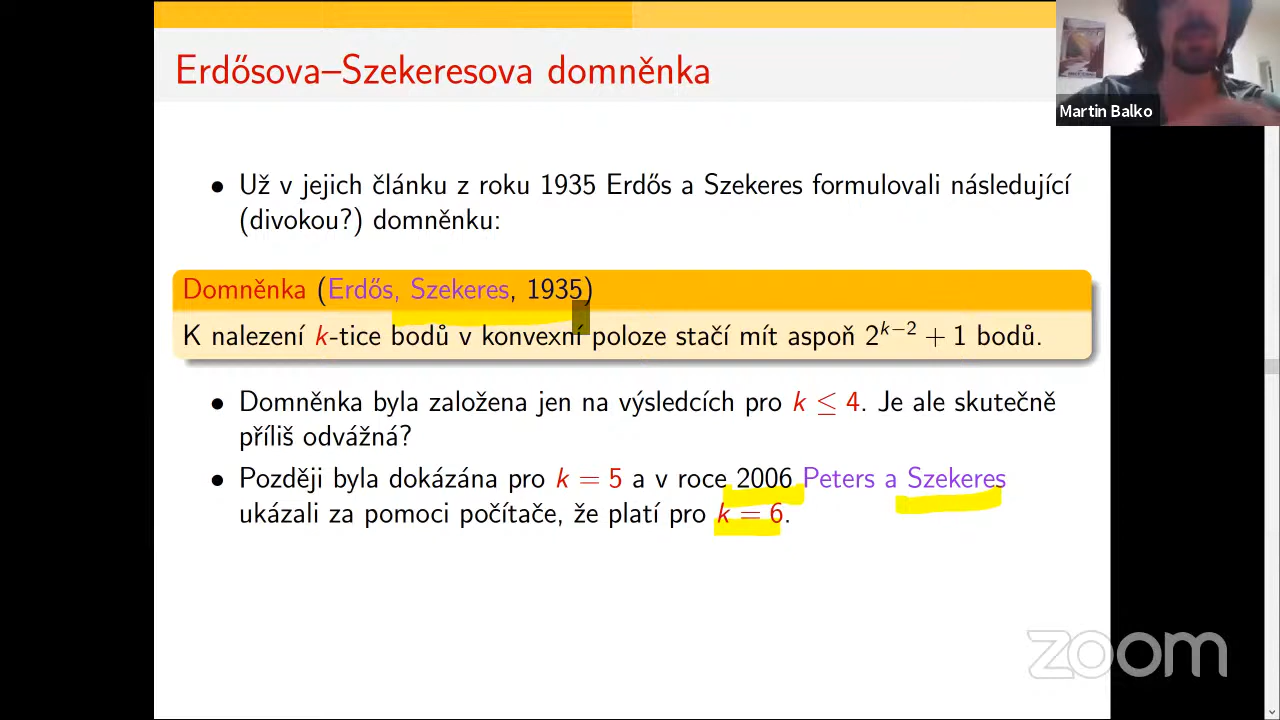 Erdősova–Szekeresova domněnka
Martin Balko
• Už v jejich článku z roku 1935 Erdős a Szekeres formulovali následující
(divokou?) domněnku:
Domněnka (Erdős, Szekeres, 1935)
K nalezení k-tice bodů v konvexní poloze stačí mít aspoň 2^{k−2} + 1 bodů.
• Domněnka byla založena jen na výsledcích pro k ≤ 4. Je ale skutečně
příliš odvážná?
• Později byla dokázána pro k = 5 a v roce 2006 Peters a Szekeres
ukázali za pomoci počítače, že platí pro k = 6.
zoom